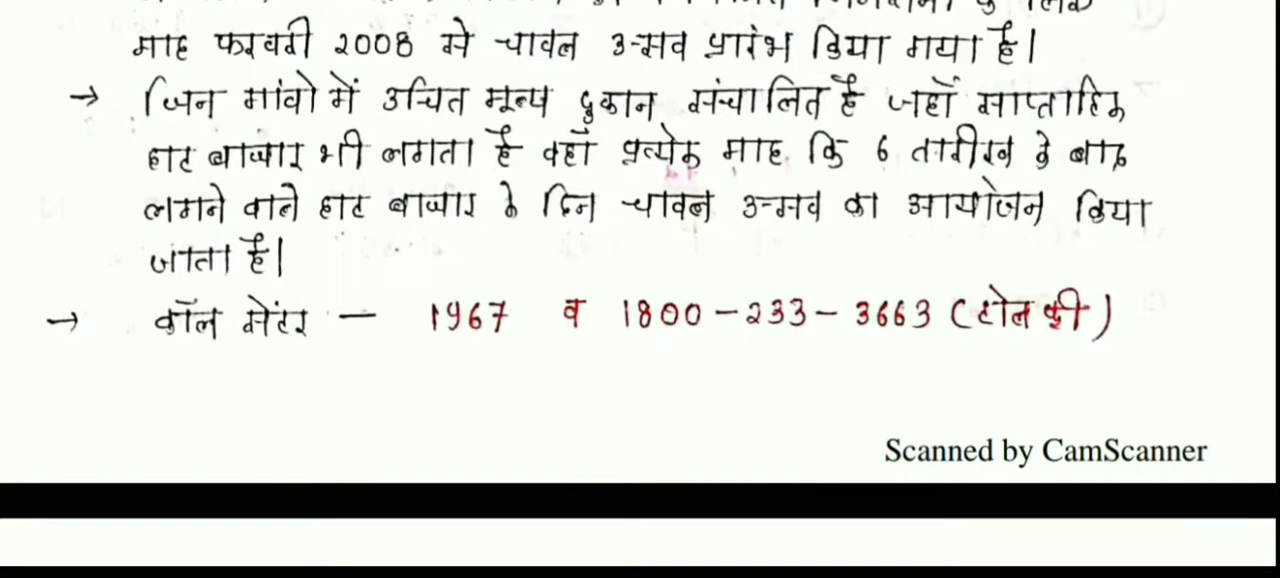 माह फरवरी 2008 से चावल उत्सव प्रारंभ किया गया है।
→ जिन गांवो में उचित मूल्य दुकान संचालित है जहाँ साप्ताहिक
हाट बाजार भी लगता है वहाँ प्रत्येक माह कि 6 तारीख के बाद
लगने वाले हाट बाजार के दिन चावल उत्सव का आयोजन किया
जाता है।
→ कॉल सेंटर — 1967 व 1800-233-3663 (टोल फ्री)
Scanned by CamScanner